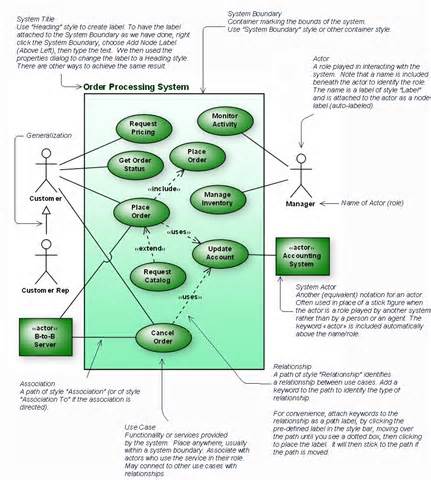 System Title
Use "Heading" style to create label. To have the label
attached to the System Boundary as we have done, right
click the System Boundary, choose Add Node Label
(Above Left), then type the text. We then used the
properties dialog to change the label to a Heading style.
There are other ways to achieve the same result.
System Boundary
Container marking the bounds of the system.
Use "System Boundary" style or other container style.
Actor
A role played in interacting with the
system. Note that a name is included
beneath the actor to identify the role.
The name is a label of style "Label"
and is attached to the actor as a node
label (auto-labeled).
Order Processing System
Generalization
Request
Pricing
Monitor
Activity
Get Order
Status
Place
Order
«include»
Customer
Place
Order
Manage
Inventory
Manager
Name of Actor (role)
«uses»
«extend»
Update
Account
«actor»
Accounting
System
Customer Rep
Request
Catalog
«uses»
«actor»
B-to-B
Server
Cancel
Order
System Actor
Another (equivalent) notation for an actor.
Often used in place of a stick figure when
the actor is a role played by another system
rather than by a person or an agent. The
keyword «actor» is included automatically
above the name/role.
Association
A path of style "Association" (or of style
"Association To" if the association is
directed).
Relationship
A path of style "Relationship" identifies
a relationship between use cases. Add a
keyword to the path to identify the type of
relationship.
For convenience, attach keywords to the
relationship as a path label, by clicking the
pre-defined label in the style bar, moving over
the path until you see a dotted box, then clicking
to place the label. It will then stick to the path if
the path is moved.
Use Case
Functionality or services provided
by the system. Place anywhere, usually
within a system boundary. Associate with
actors who use the service in their role.
May connect to other use cases with
relationships.